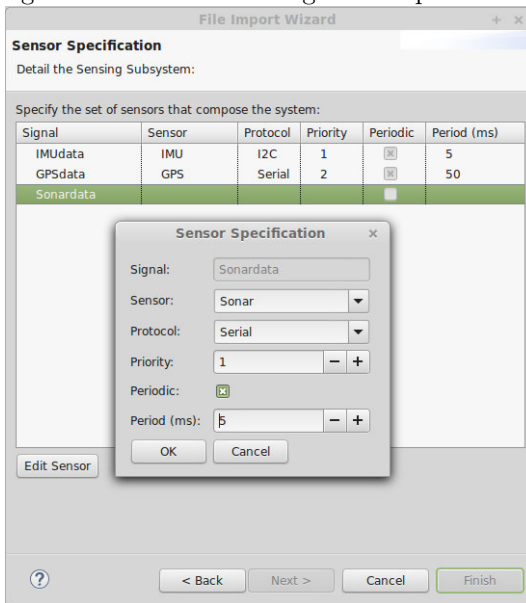 File Import Wizard
Sensor Specification
Detail the Sensing Subsystem:
Specify the set of sensors that compose the system:
Signal Sensor Protocol Priority Periodic Period (ms)
IMUdata IMU I2C 1 5
GPSdata GPS Serial 2 50
Sonardata
Sensor Specification
Signal: Sonardata
Sensor: Sonar
Protocol: Serial
Priority: 1
Periodic:
Period (ms): 5
OK Cancel
Edit Sensor
< Back Next > Cancel Finish